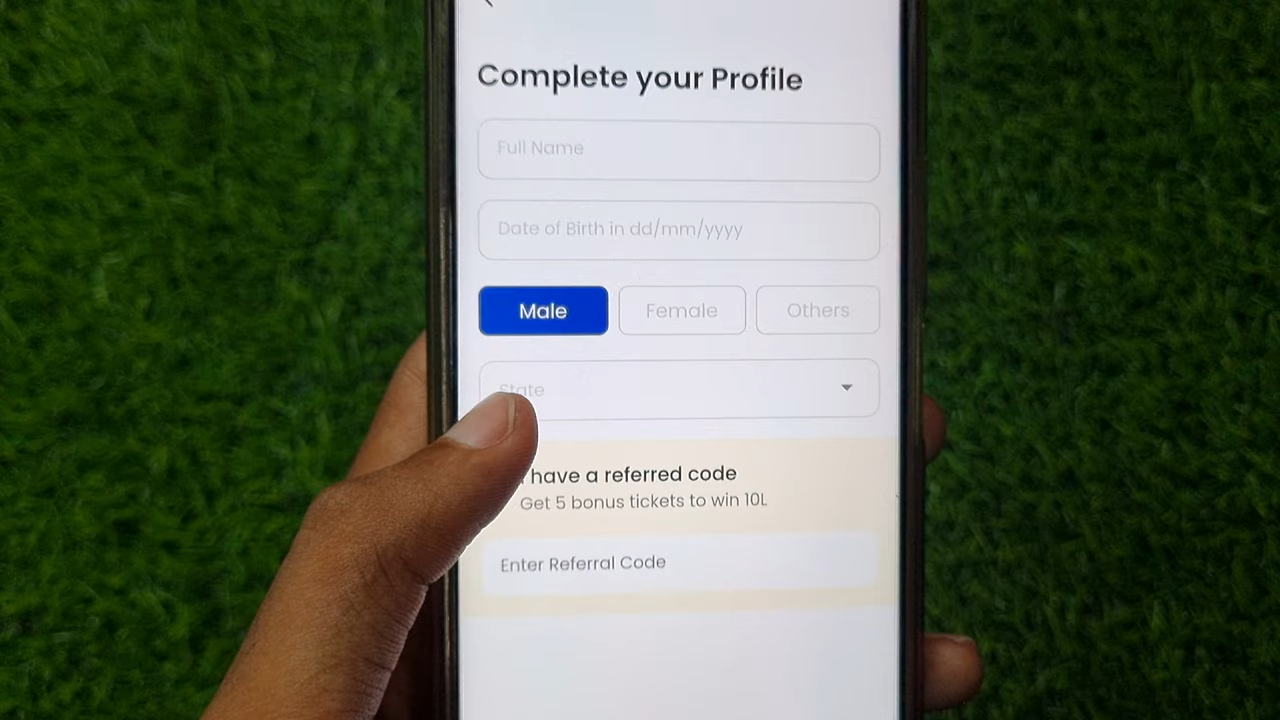 Complete your Profile
Full Name
Date of Birth in dd/mm/yyyy
Male Female Others
State
have a referred code
Get 5 bonus tickets to win 10L
Enter Referral Code